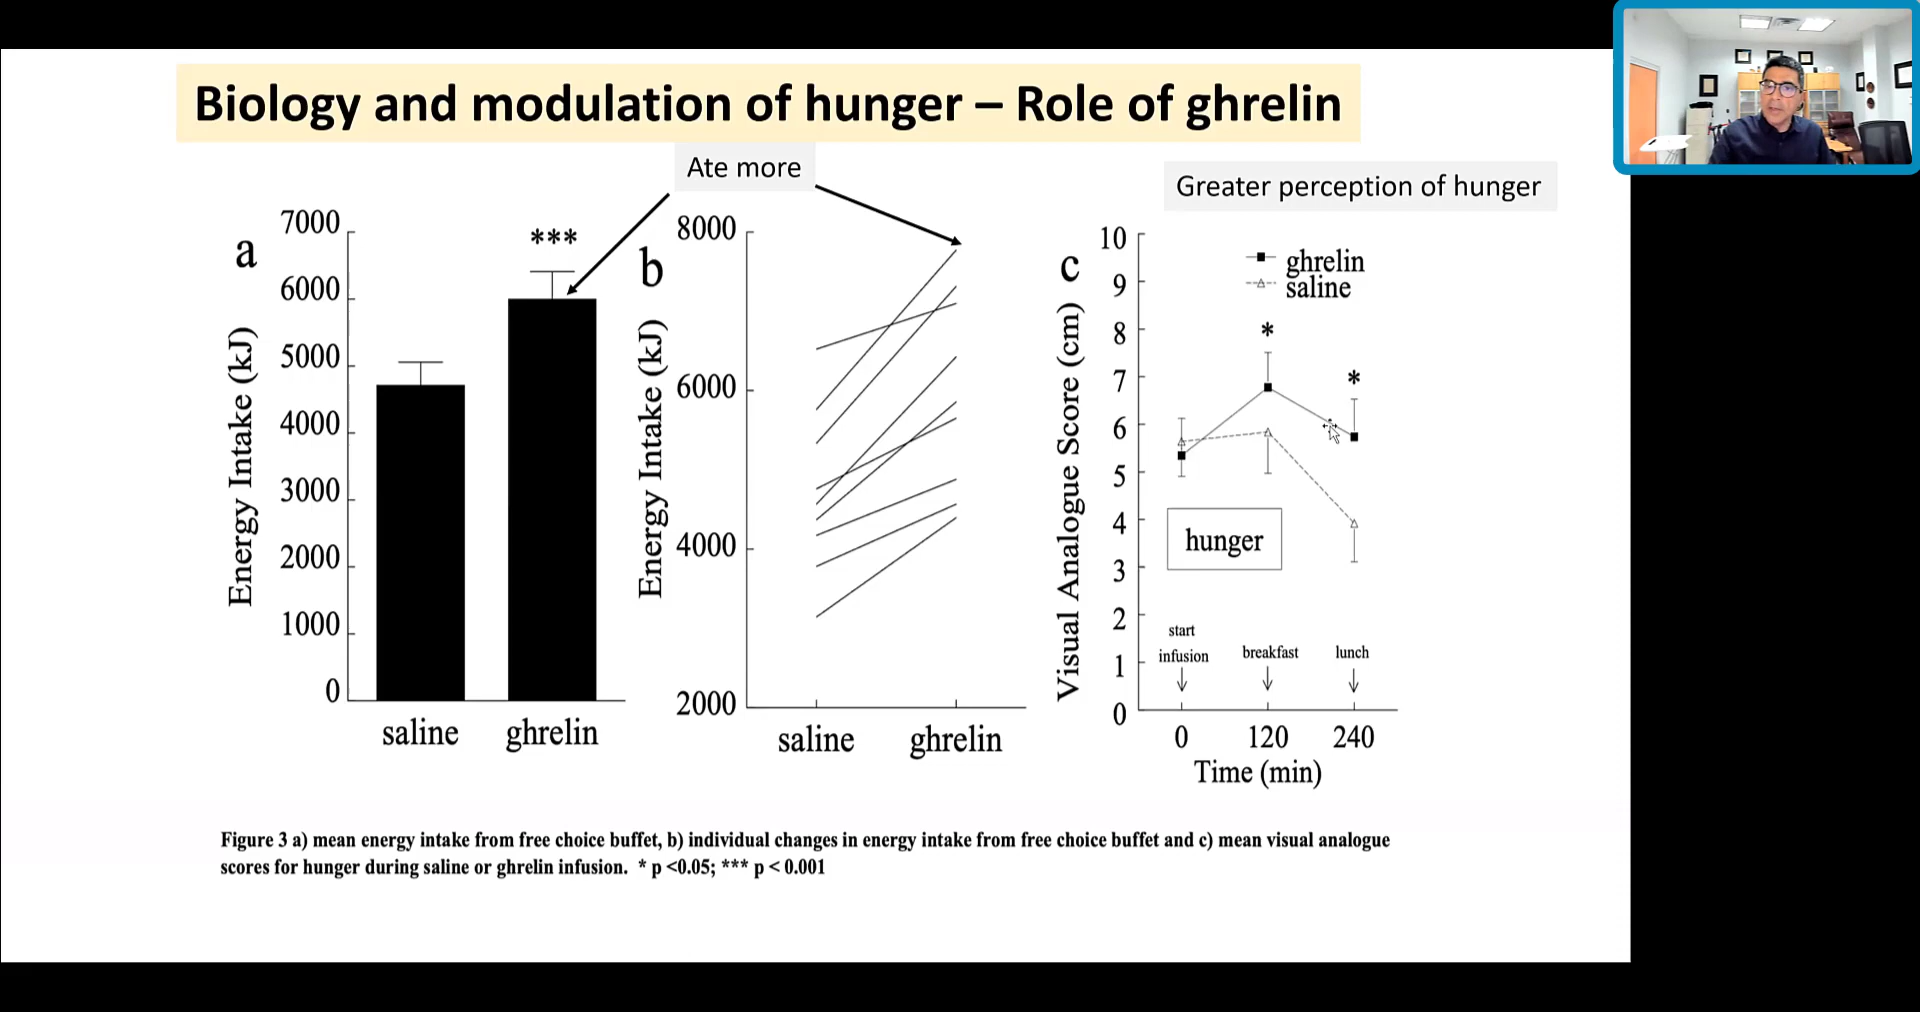 Biology and modulation of hunger – Role of ghrelin
Ate more
Greater perception of hunger
a
Energy Intake (kJ)
7000
6000
5000
4000
3000
2000
1000
0
***
saline
ghrelin
b
Energy Intake (kJ)
8000
6000
4000
2000
saline
ghrelin
c
Visual Analogue Score (cm)
10
9
8
7
6
5
4
3
2
1
0
ghrelin
saline
*
*
hunger
start
infusion
breakfast
lunch
0
120
240
Time (min)
Figure 3 a) mean energy intake from free choice buffet, b) individual changes in energy intake from free choice buffet and c) mean visual analogue
scores for hunger during saline or ghrelin infusion. * p <0.05; *** p < 0.001